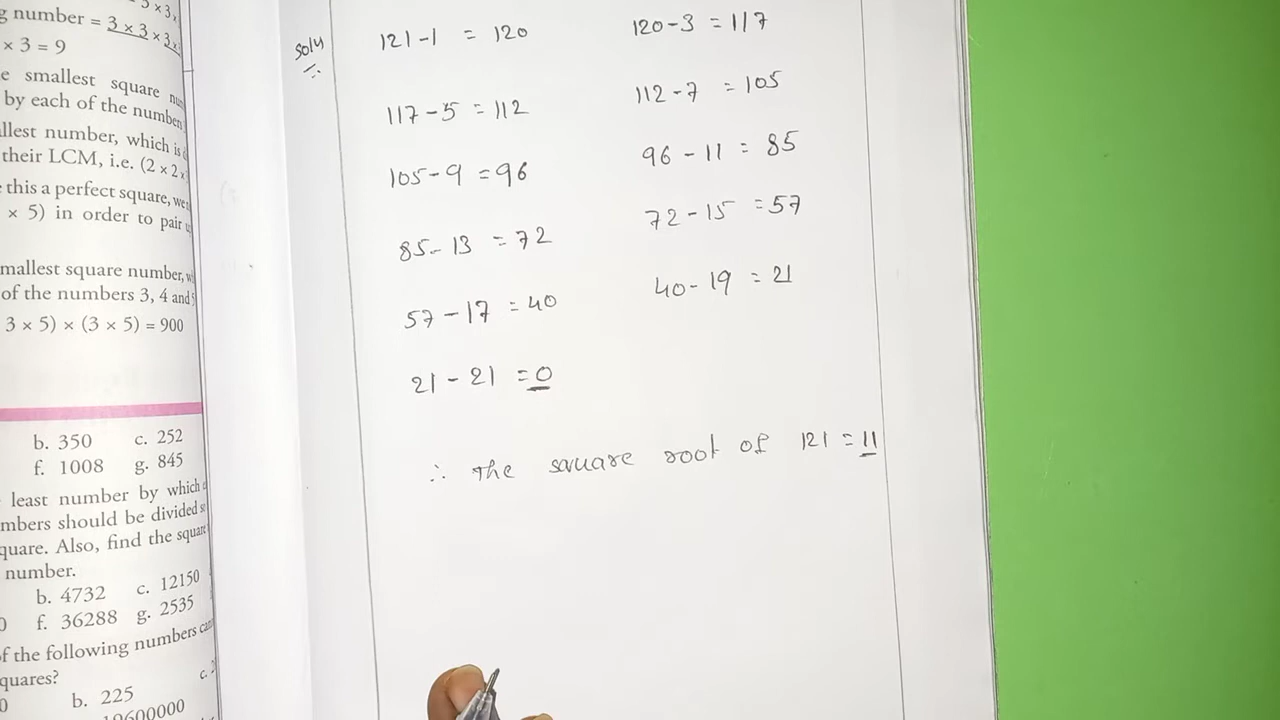 g number = 3 × 3 × 3
× 3 = 9
e smallest square
by each of the number
llest number, which is
their LCM, i.e. (2 × 2 ×
this a perfect square, we
× 5) in order to pair
mallest square number,
of the numbers 3, 4 and
3 × 5) × (3 × 5) = 900
b. 350 c. 252
f. 1008 g. 845
least number by which
mbers should be divided
quare. Also, find the square
number.
b. 4732 c. 12150
f. 36288 g. 2535
f the following numbers
quares?
b. 225
10600000
Soln
121 - 1 = 120 120 - 3 = 117
117 - 5 = 112 112 - 7 = 105
105 - 9 = 96 96 - 11 = 85
85 - 13 = 72 72 - 15 = 57
57 - 17 = 40 40 - 19 = 21
21 - 21 = 0
∴ The square root of 121 = 11